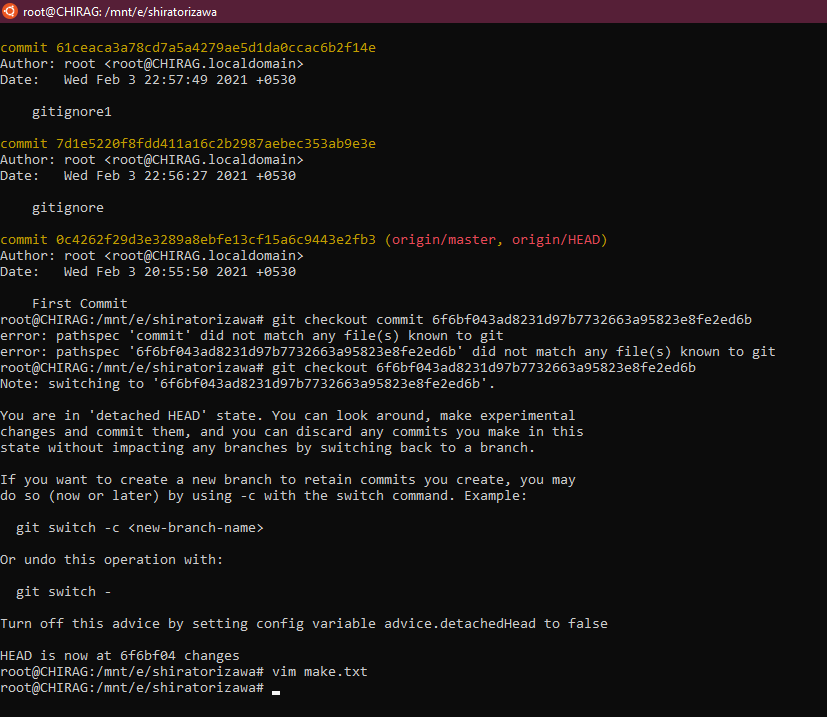 root@CHIRAG: /mnt/e/shiratorizawa
commit 61ceaca3a78cd7a5a4279ae5d1da0ccac6b2f14e
Author: root <root@CHIRAG.localdomain>
Date:   Wed Feb 3 22:57:49 2021 +0530
gitignore1
commit 7d1e5220f8fdd411a16c2b2987aebec353ab9e3e
Author: root <root@CHIRAG.localdomain>
Date:   Wed Feb 3 22:56:27 2021 +0530
gitignore
commit 0c4262f29d3e3289a8ebfe13cf15a6c9443e2fb3 (origin/master, origin/HEAD)
Author: root <root@CHIRAG.localdomain>
Date:   Wed Feb 3 20:55:50 2021 +0530
First Commit
root@CHIRAG:/mnt/e/shiratorizawa# git checkout commit 6f6bf043ad8231d97b7732663a95823e8fe2ed6b
error: pathspec 'commit' did not match any file(s) known to git
error: pathspec '6f6bf043ad8231d97b7732663a95823e8fe2ed6b' did not match any file(s) known to git
root@CHIRAG:/mnt/e/shiratorizawa# git checkout 6f6bf043ad8231d97b7732663a95823e8fe2ed6b
Note: switching to '6f6bf043ad8231d97b7732663a95823e8fe2ed6b'.
You are in 'detached HEAD' state. You can look around, make experimental
changes and commit them, and you can discard any commits you make in this
state without impacting any branches by switching back to a branch.
If you want to create a new branch to retain commits you create, you may
do so (now or later) by using -c with the switch command. Example:
git switch -c <new-branch-name>
Or undo this operation with:
git switch -
Turn off this advice by setting config variable advice.detachedHead to false
HEAD is now at 6f6bf04 changes
root@CHIRAG:/mnt/e/shiratorizawa# vim make.txt
root@CHIRAG:/mnt/e/shiratorizawa#